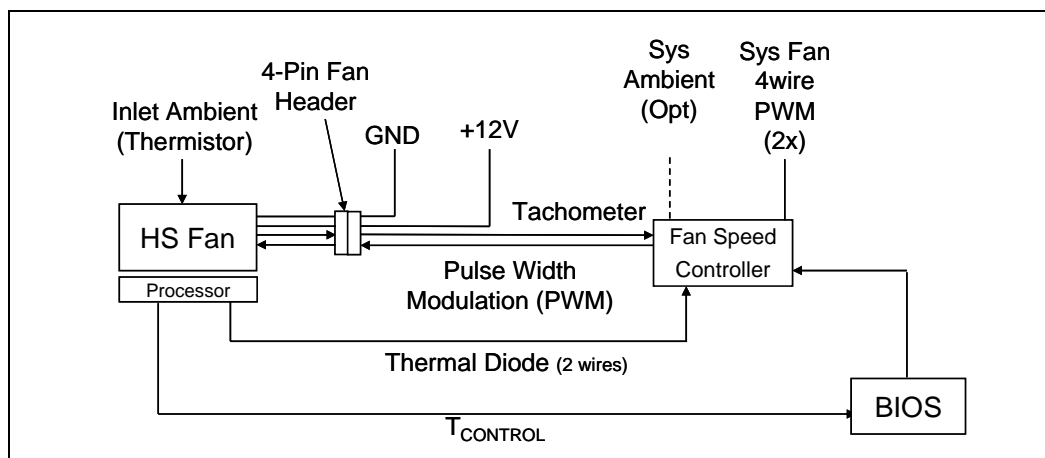 4-Pin Fan
Header
Inlet Ambient
(Thermistor)
GND
+12V
Sys
Ambient
(Opt)
Sys Fan
4wire
PWM
(2x)
HS Fan
Tachometer
Fan Speed
Controller
Processor
Pulse Width
Modulation (PWM)
Thermal Diode (2 wires)
BIOS
TCONTROL